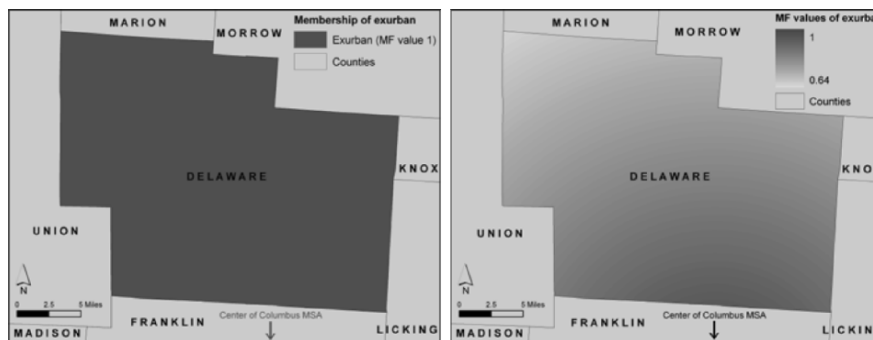 MARION
MORROW
Membership of exurban
Exurban (MF value 1)
Counties
KNOX
DELAWARE
UNION
N
0 2.5 5 Miles
FRANKLIN
Center of Columbus MSA
MADISON
LICKING
MARION
MORROW
MF values of exurba
1
0.64
Counties
KNO
DELAWARE
UNION
N
0 2.5 5 Miles
FRANKLIN
Center of Columbus MSA
MADISON
LICKIN